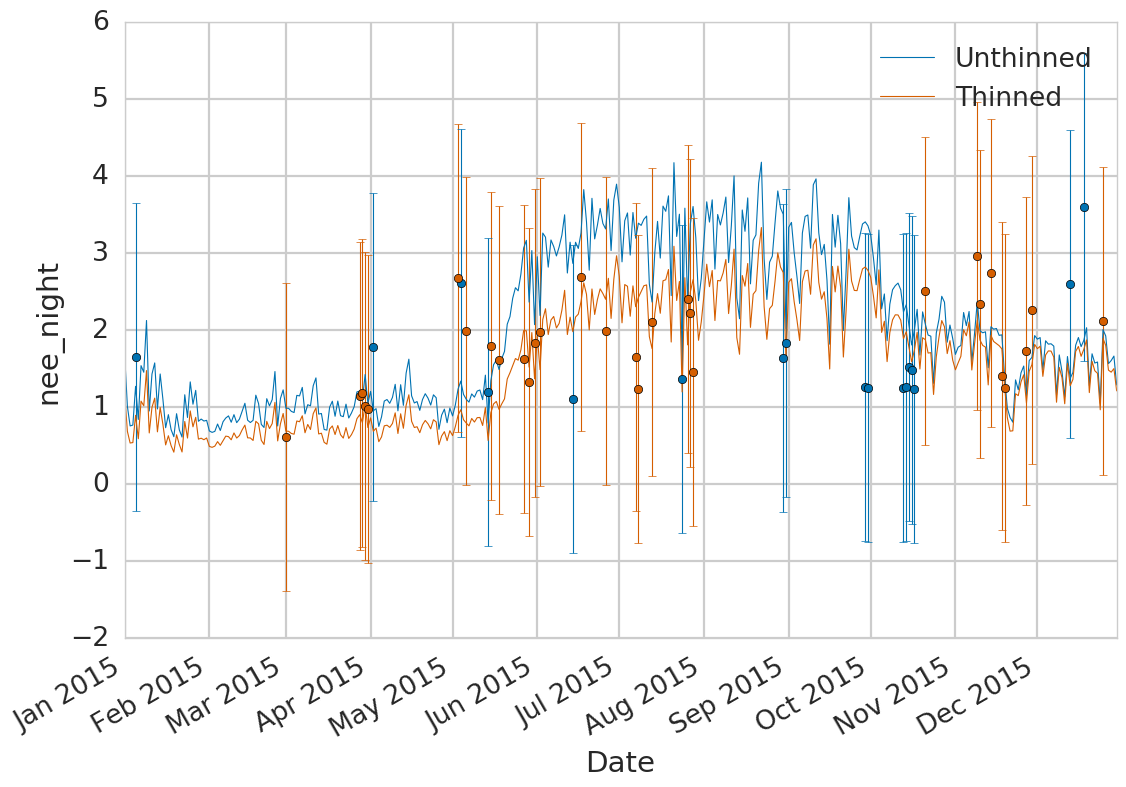 6
5
4
3
2
1
0
−1
−2
nee_night
Unthinned
Thinned
Jan 2015
Feb 2015
Mar 2015
Apr 2015
May 2015
Jun 2015
Jul 2015
Aug 2015
Sep 2015
Oct 2015
Nov 2015
Dec 2015
Date